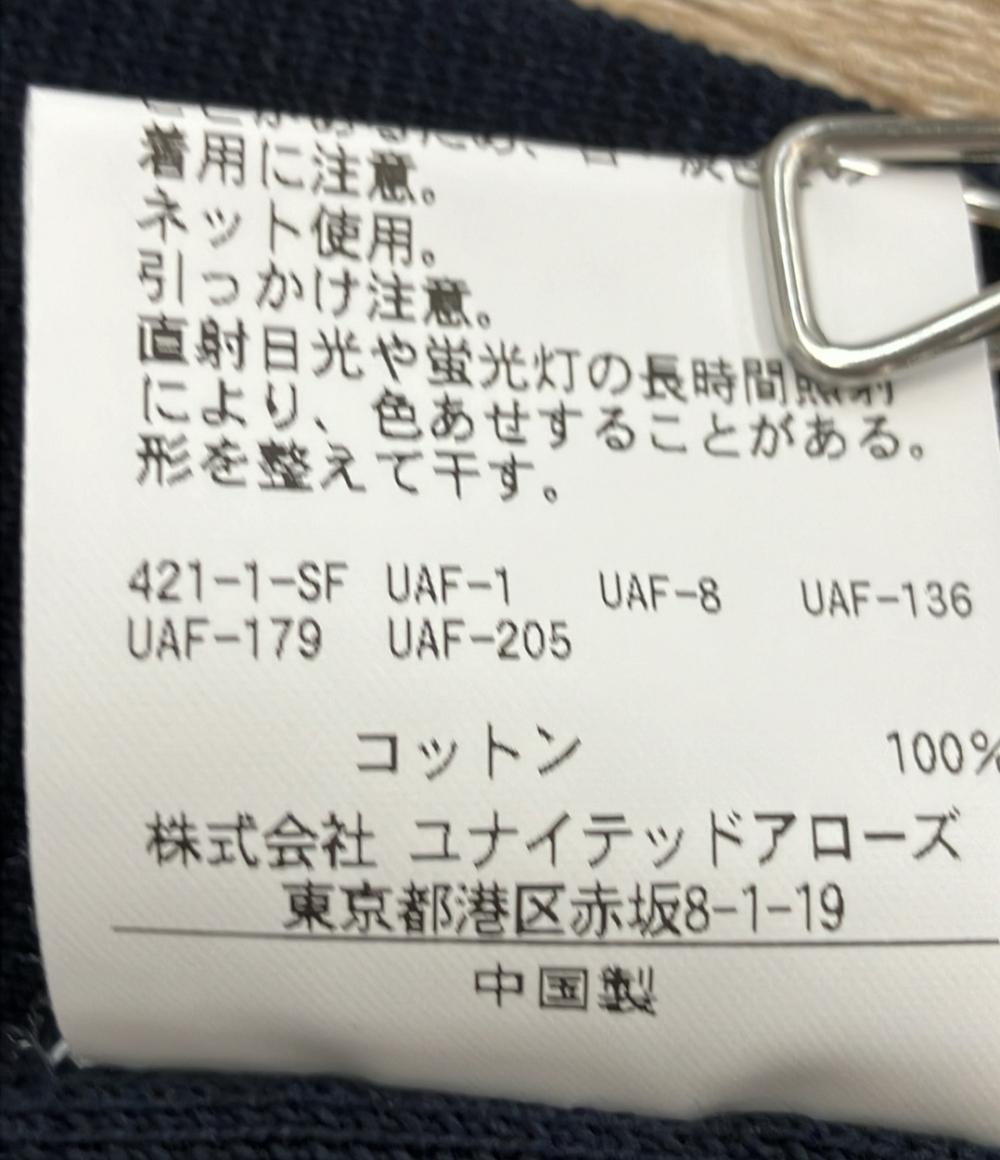 着用に注意。
ネット使用。
引っかけ注意。
直射日光や蛍光灯の長時間照射
により、色あせすることがある。
形を整えて干す。
421-1-SF UAF-1 UAF-8 UAF-136
UAF-179 UAF-205
コットン 100%
株式会社 ユナイテッドアローズ
東京都港区赤坂8-1-19
中国製